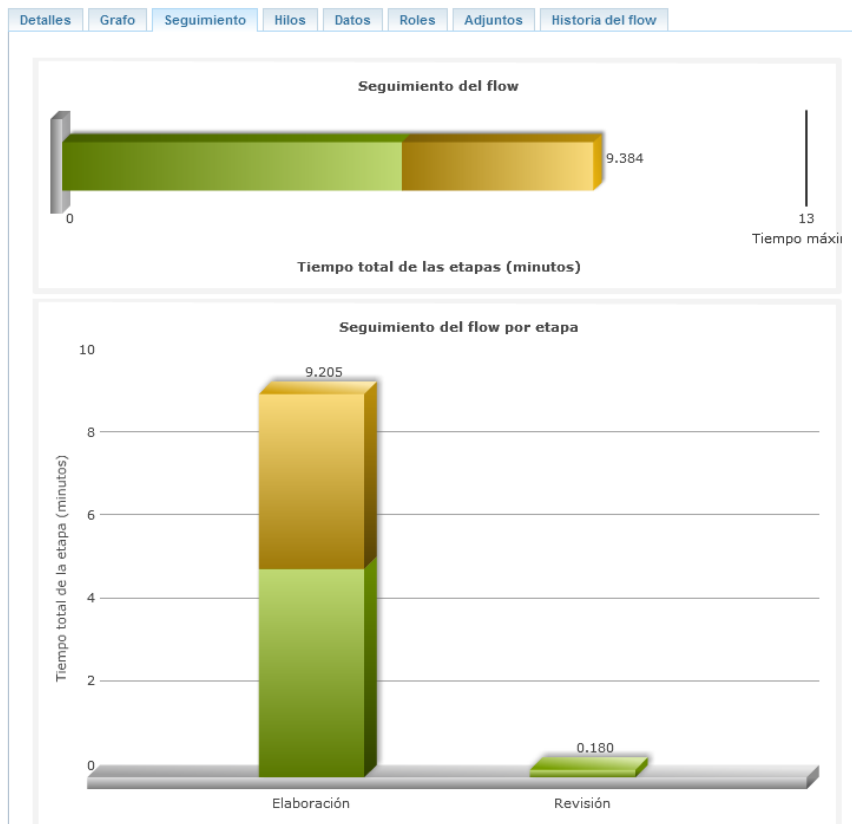 Detalles Grafo Seguimiento Hilos Datos Roles Adjuntos Historia del flow
Seguimiento del flow
9.384
0 13
Tiempo máxi
Tiempo total de las etapas (minutos)
Seguimiento del flow por etapa
Tiempo total de la etapa (minutos)
10
9.205
8
6
4
2
0.180
0
Elaboración Revisión